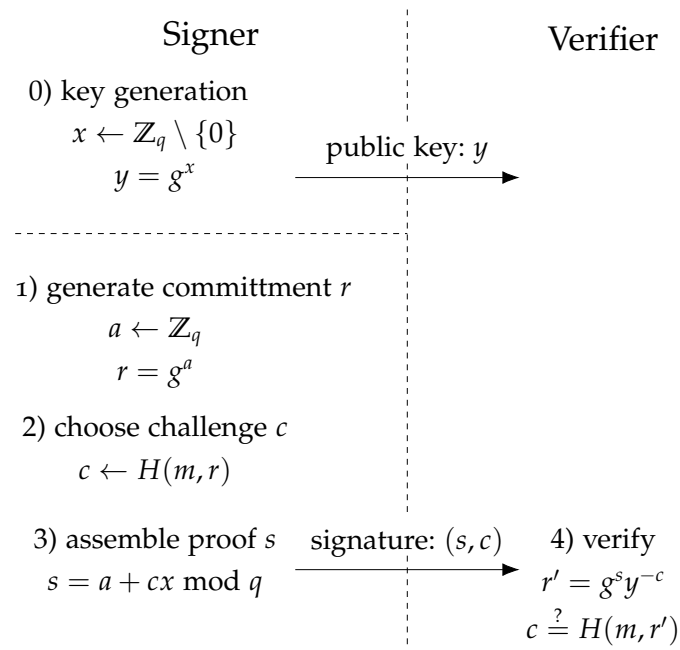 Signer
Verifier
0) key generation
x ← ℤ_q \ {0}
y = g^x
public key: y
1) generate committment r
a ← ℤ_q
r = g^a
2) choose challenge c
c ← H(m, r)
3) assemble proof s
s = a + cx mod q
signature: (s, c)
4) verify
r′ = g^s y^{−c}
c ≟ H(m, r′)